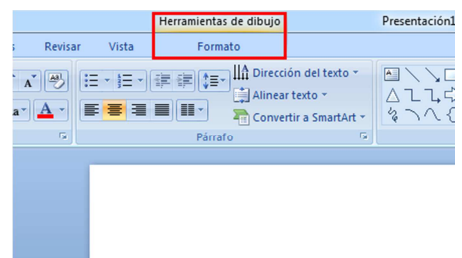 Herramientas de dibujo Presentación1
Revisar Vista Formato
Dirección del texto
Alinear texto
Convertir a SmartArt
Párrafo